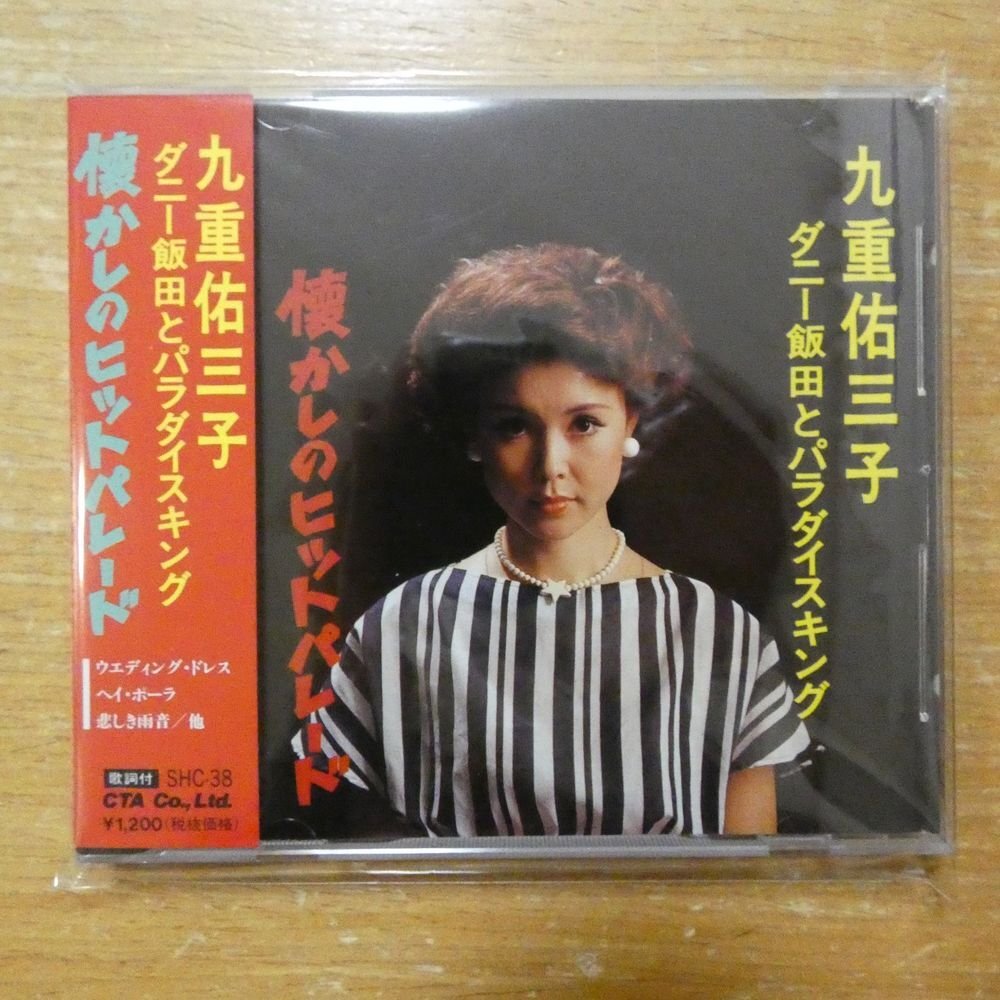 九重佑三子
ダニー飯田とパラダイスキング
懐かしのヒットパレード
ウエディング・ドレス
ヘイ・ポーラ
悲しき雨音／他
歌詞付 SHC-38
CTA Co., Ltd.
¥1,200(税抜価格)
九重佑三子
ダニー飯田とパラダイスキング
懐かしのヒットパレード